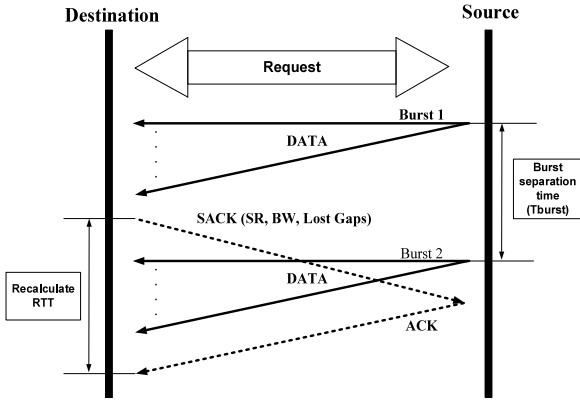 Destination
Source
Request
Burst 1
DATA
Burst
separation
time
(Tburst)
SACK (SR, BW, Lost Gaps)
Burst 2
DATA
Recalculate
RTT
ACK